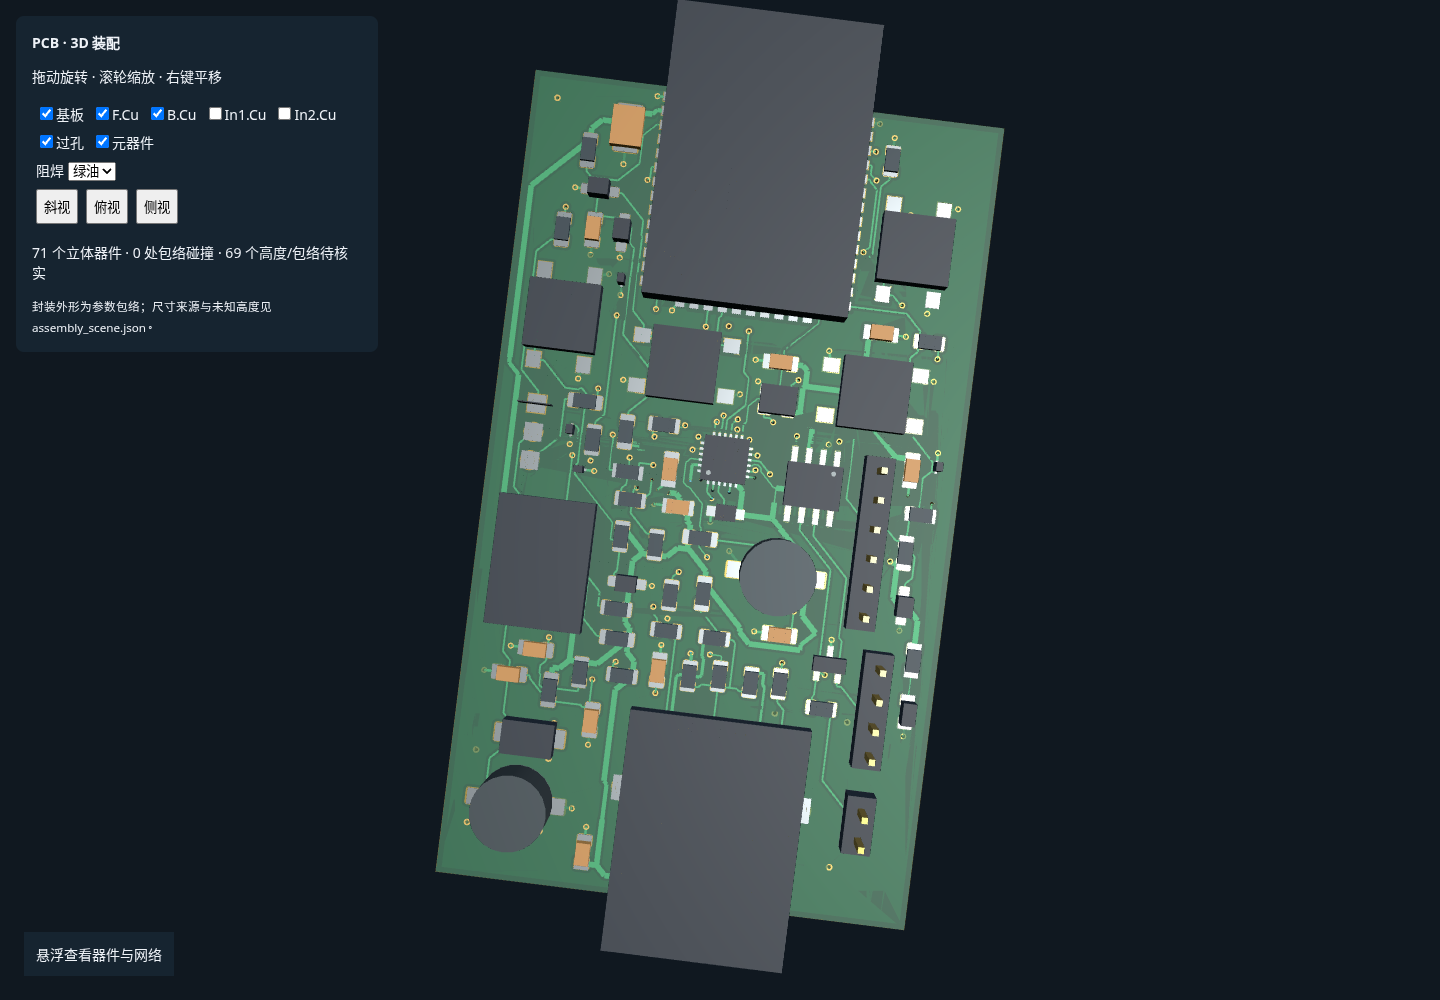 PCB · 3D 装配
拖动旋转 · 滚轮缩放 · 右键平移
基板 F.Cu B.Cu In1.Cu In2.Cu
过孔 元器件
阻焊 绿油
斜视 俯视 侧视
71 个立体器件 · 0 处包络碰撞 · 69 个高度/包络待核
实
封装外形为参数包络；尺寸来源与未知高度见
assembly_scene.json。
悬浮查看器件与网络